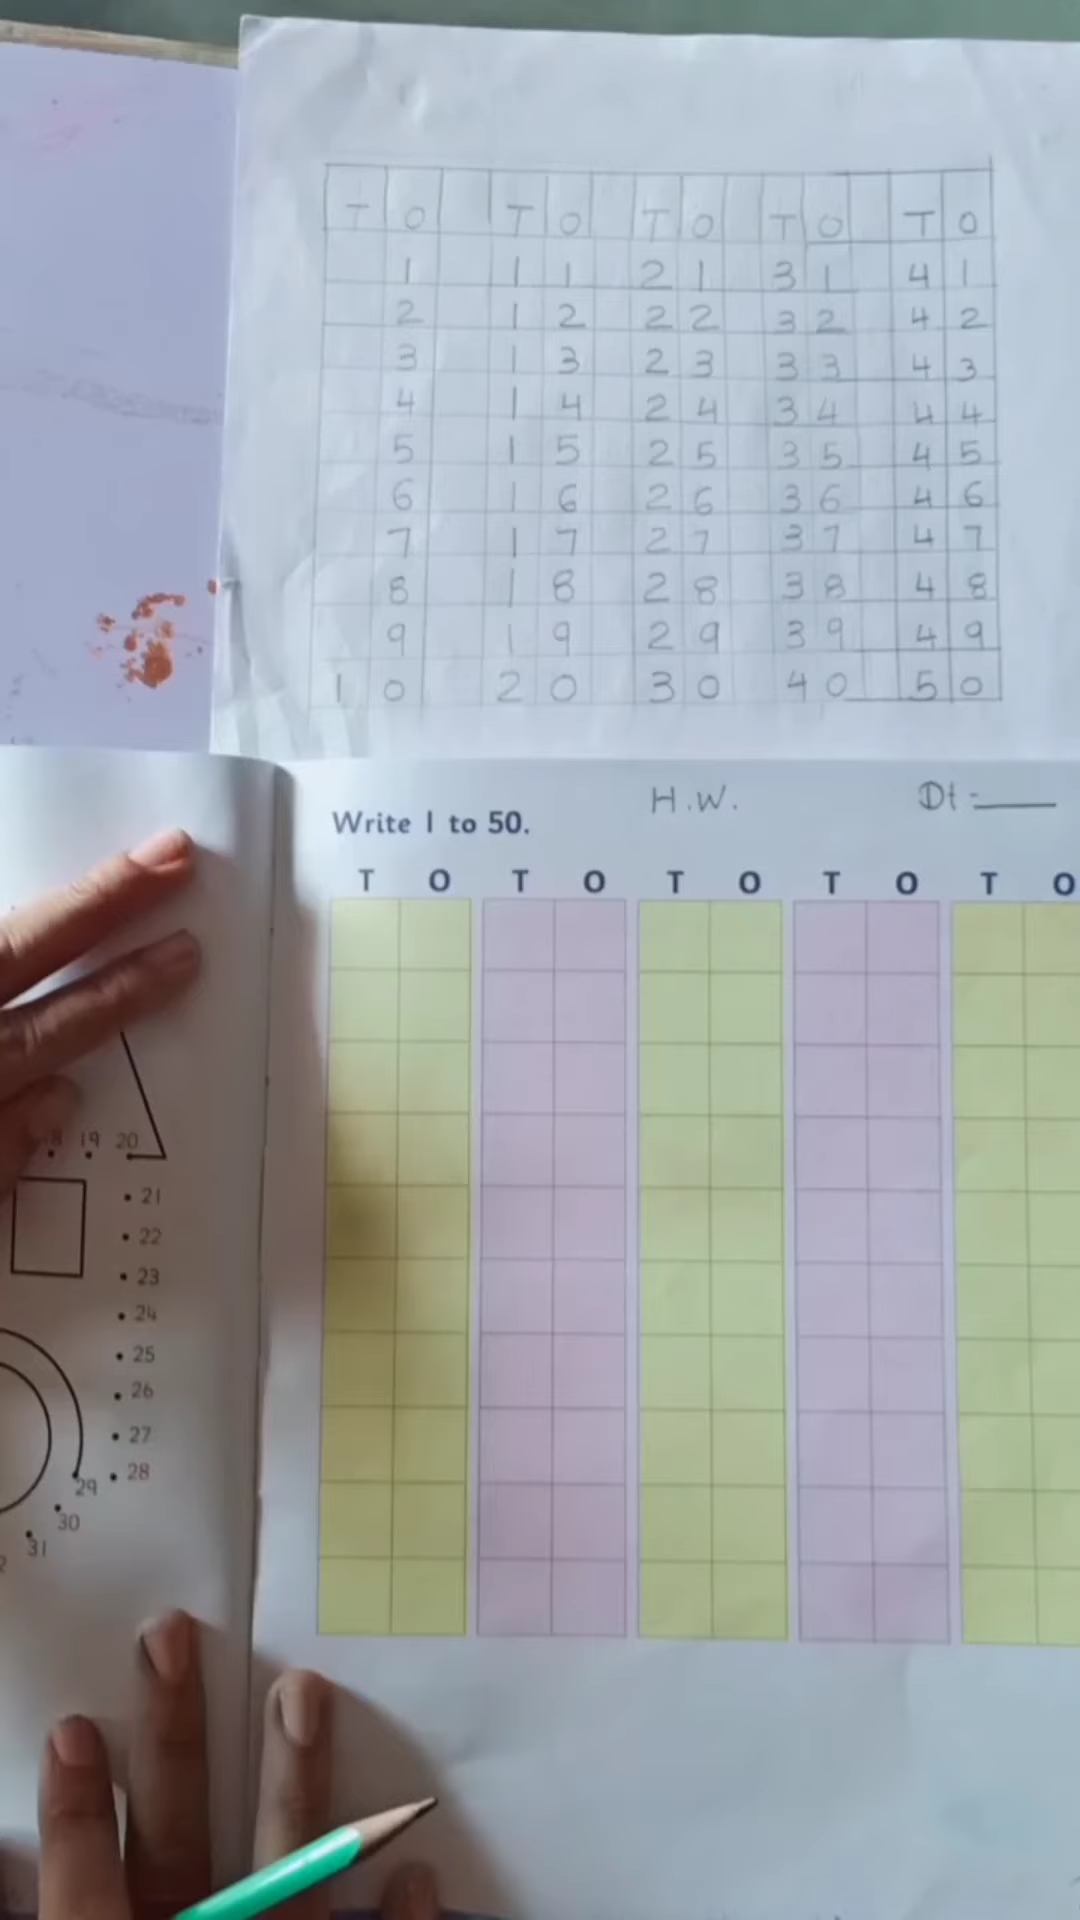 T O T O T O T O T O
1 1 1 2 1 3 1 4 1
2 1 2 2 2 3 2 4 2
3 1 3 2 3 3 3 4 3
4 1 4 2 4 3 4 4 4
5 1 5 2 5 3 5 4 5
6 1 6 2 6 3 6 4 6
7 1 7 2 7 3 7 4 7
8 1 8 2 8 3 8 4 8
9 1 9 2 9 3 9 4 9
1 0 2 0 3 0 4 0 5 0
H.W. Dt-
Write 1 to 50.
T O T O T O T O T O
19 20
21
22
23
24
25
26
27
28
29
30
31